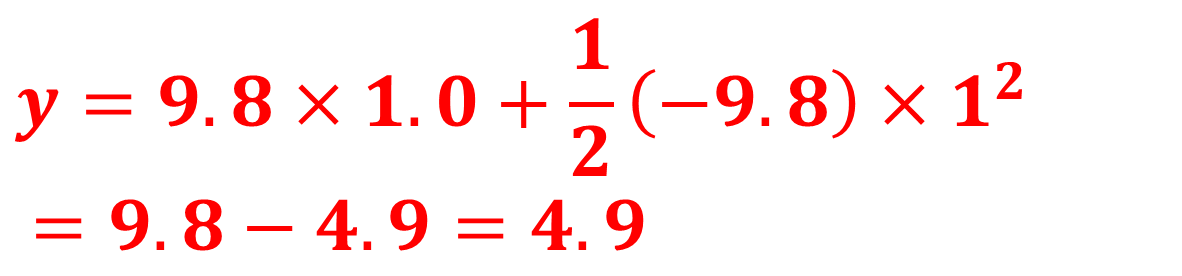 y = 9.8 × 1.0 + 1/2 (−9.8) × 1²
= 9.8 − 4.9 = 4.9